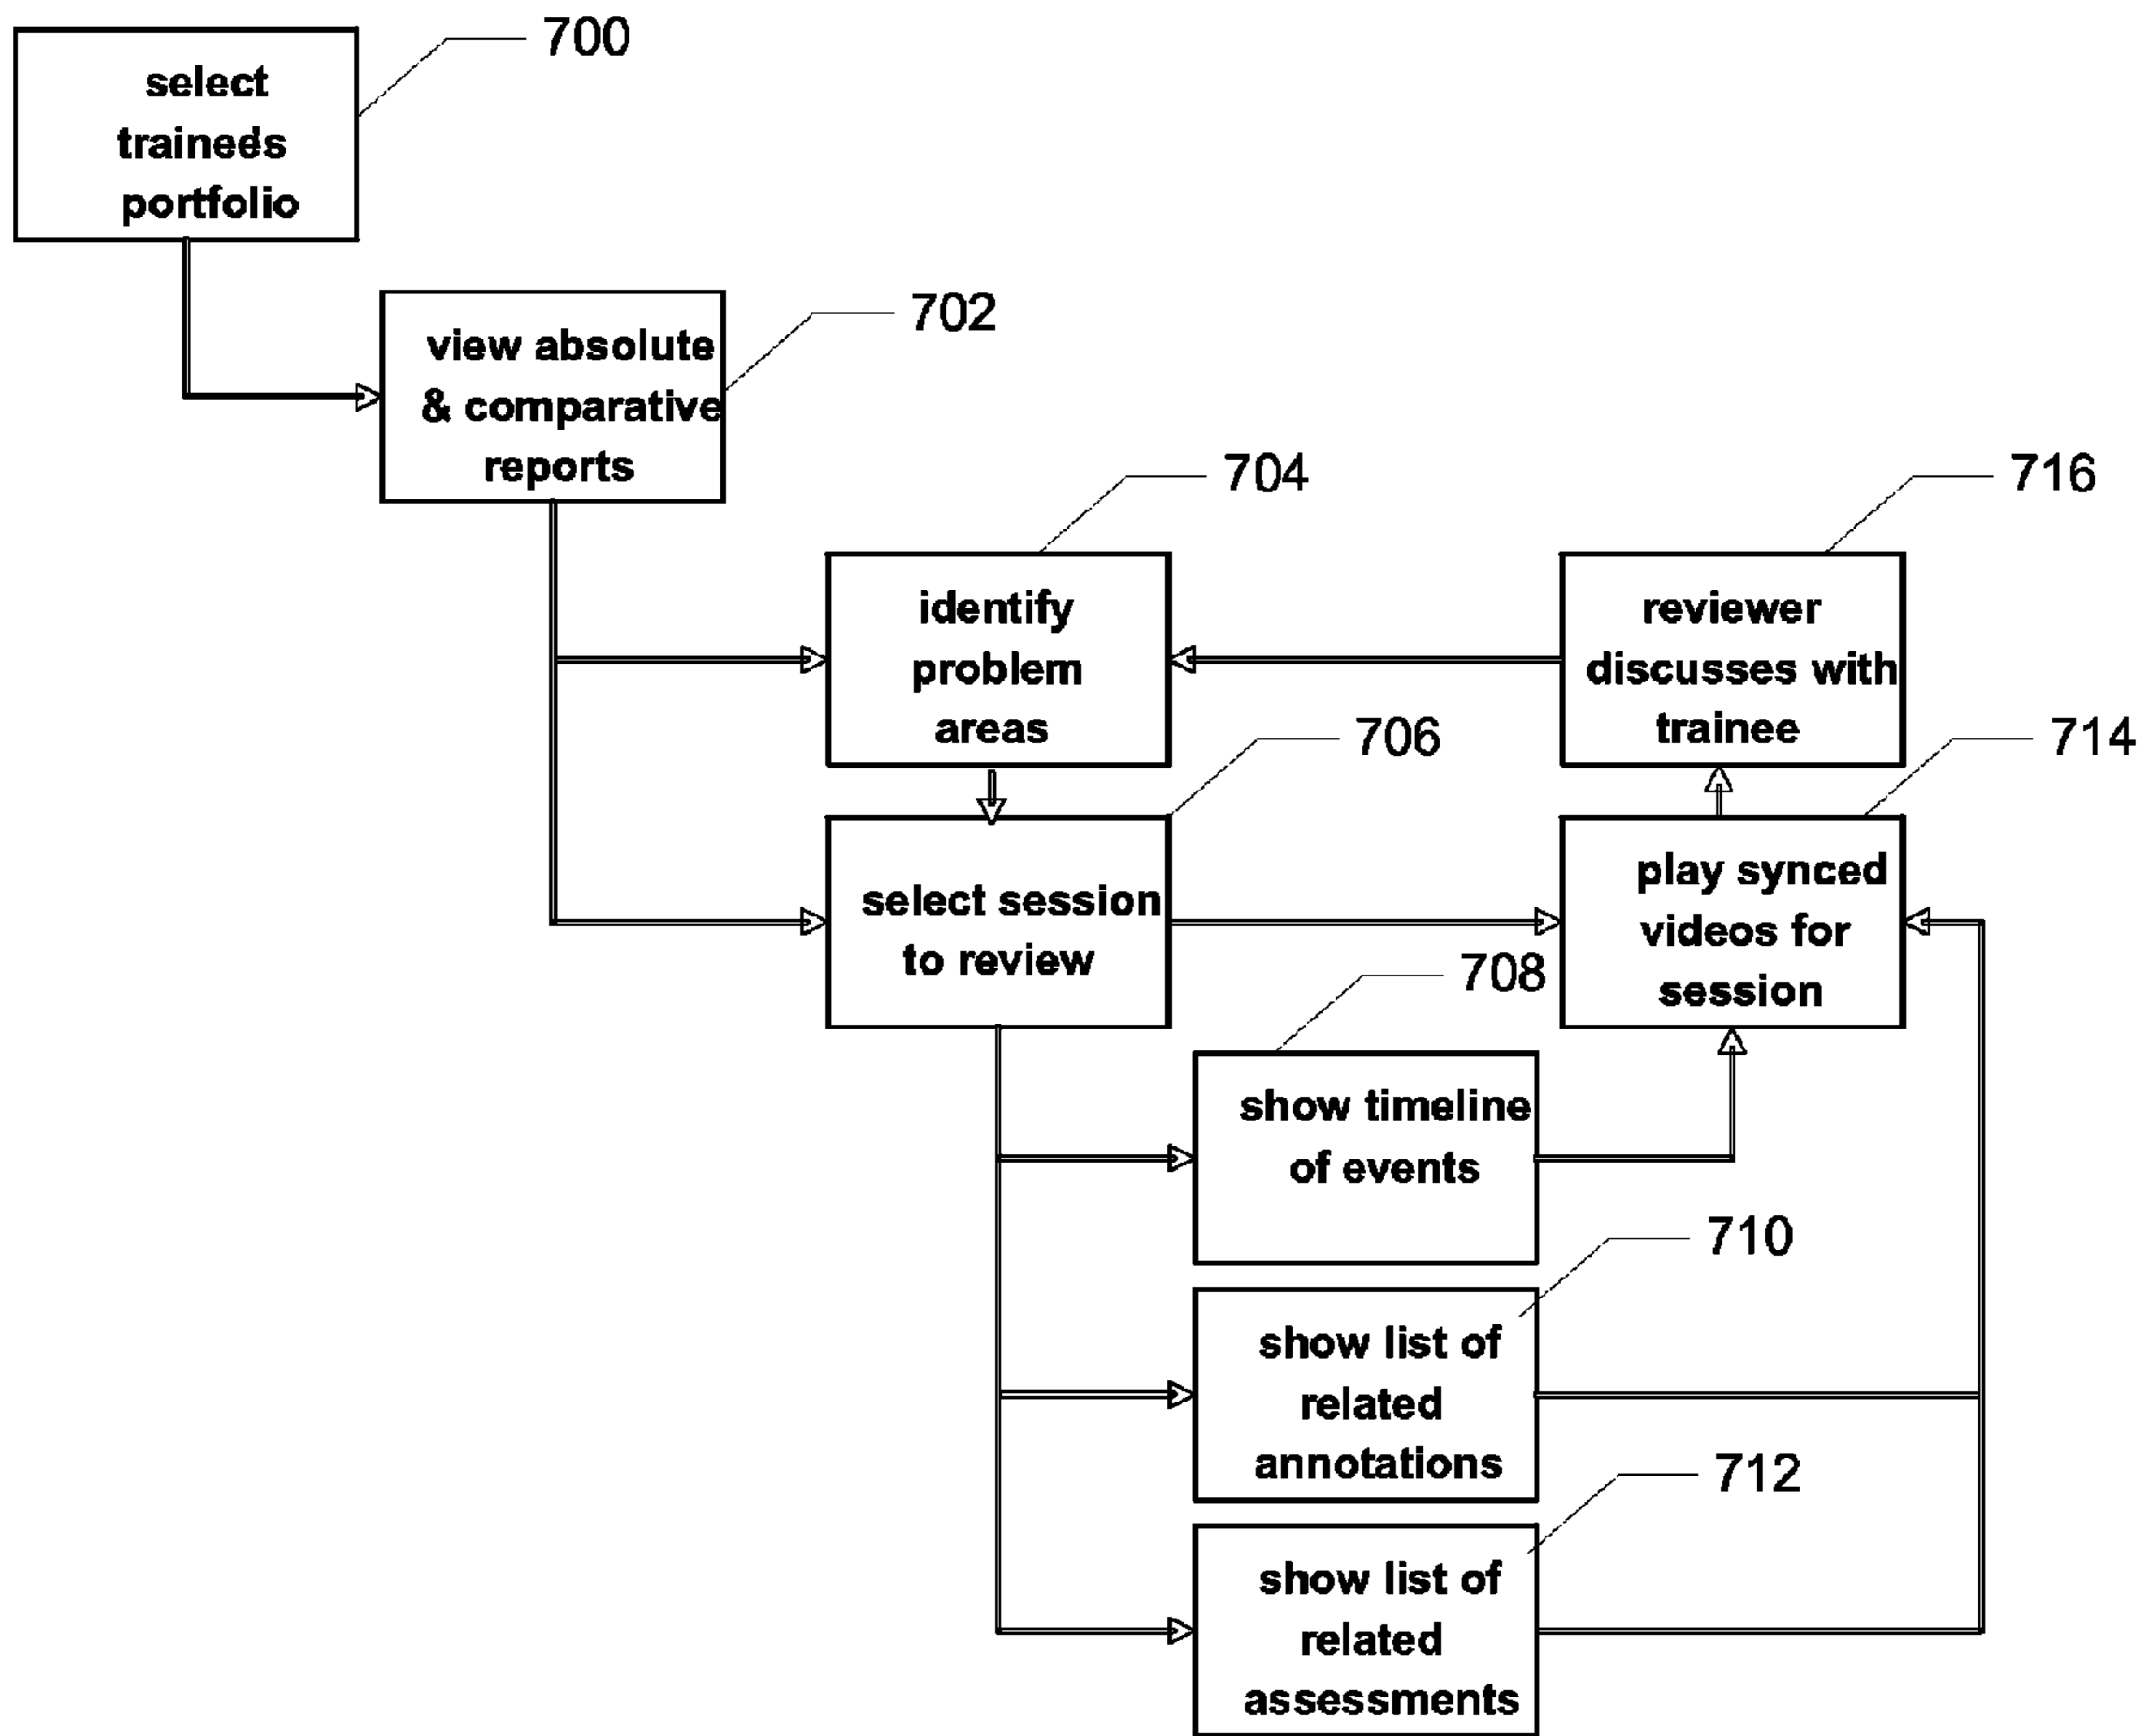 700
select
trainee's
portfolio
702
view absolute
& comparative
reports
704
identify
problem
areas
716
reviewer
discusses with
trainee
706
select session
to review
714
play synced
videos for
session
708
show timeline
of events
710
show list of
related
annotations
712
show list of
related
assessments